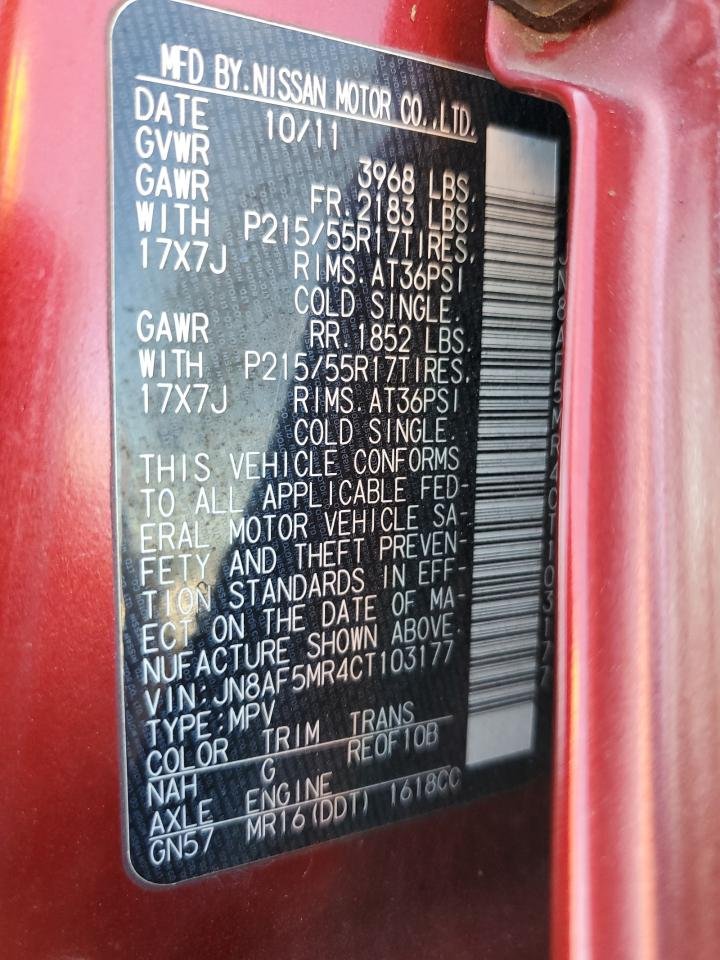 MFD BY.NISSAN MOTOR CO.,LTD.
DATE 10/11
GVWR 3968 LBS.
GAWR FR.2183 LBS.
WITH P215/55R17TIRES.
17X7J RIMS.AT36PSI
COLD SINGLE.
GAWR RR.1852 LBS.
WITH P215/55R17TIRES.
17X7J RIMS.AT36PSI
COLD SINGLE.
THIS VEHICLE CONFORMS
TO ALL APPLICABLE FED-
ERAL MOTOR VEHICLE SA-
FETY AND THEFT PREVEN-
TION STANDARDS IN EFF-
ECT ON THE DATE OF MA-
NUFACTURE SHOWN ABOVE.
VIN:JN8AF5MR4CT103177
TYPE:MPV
COLOR TRIM TRANS
NAH G RE0F10B
AXLE ENGINE
GN57 MR16(DDT) 1618CC
JN8AF5MR4CT103177